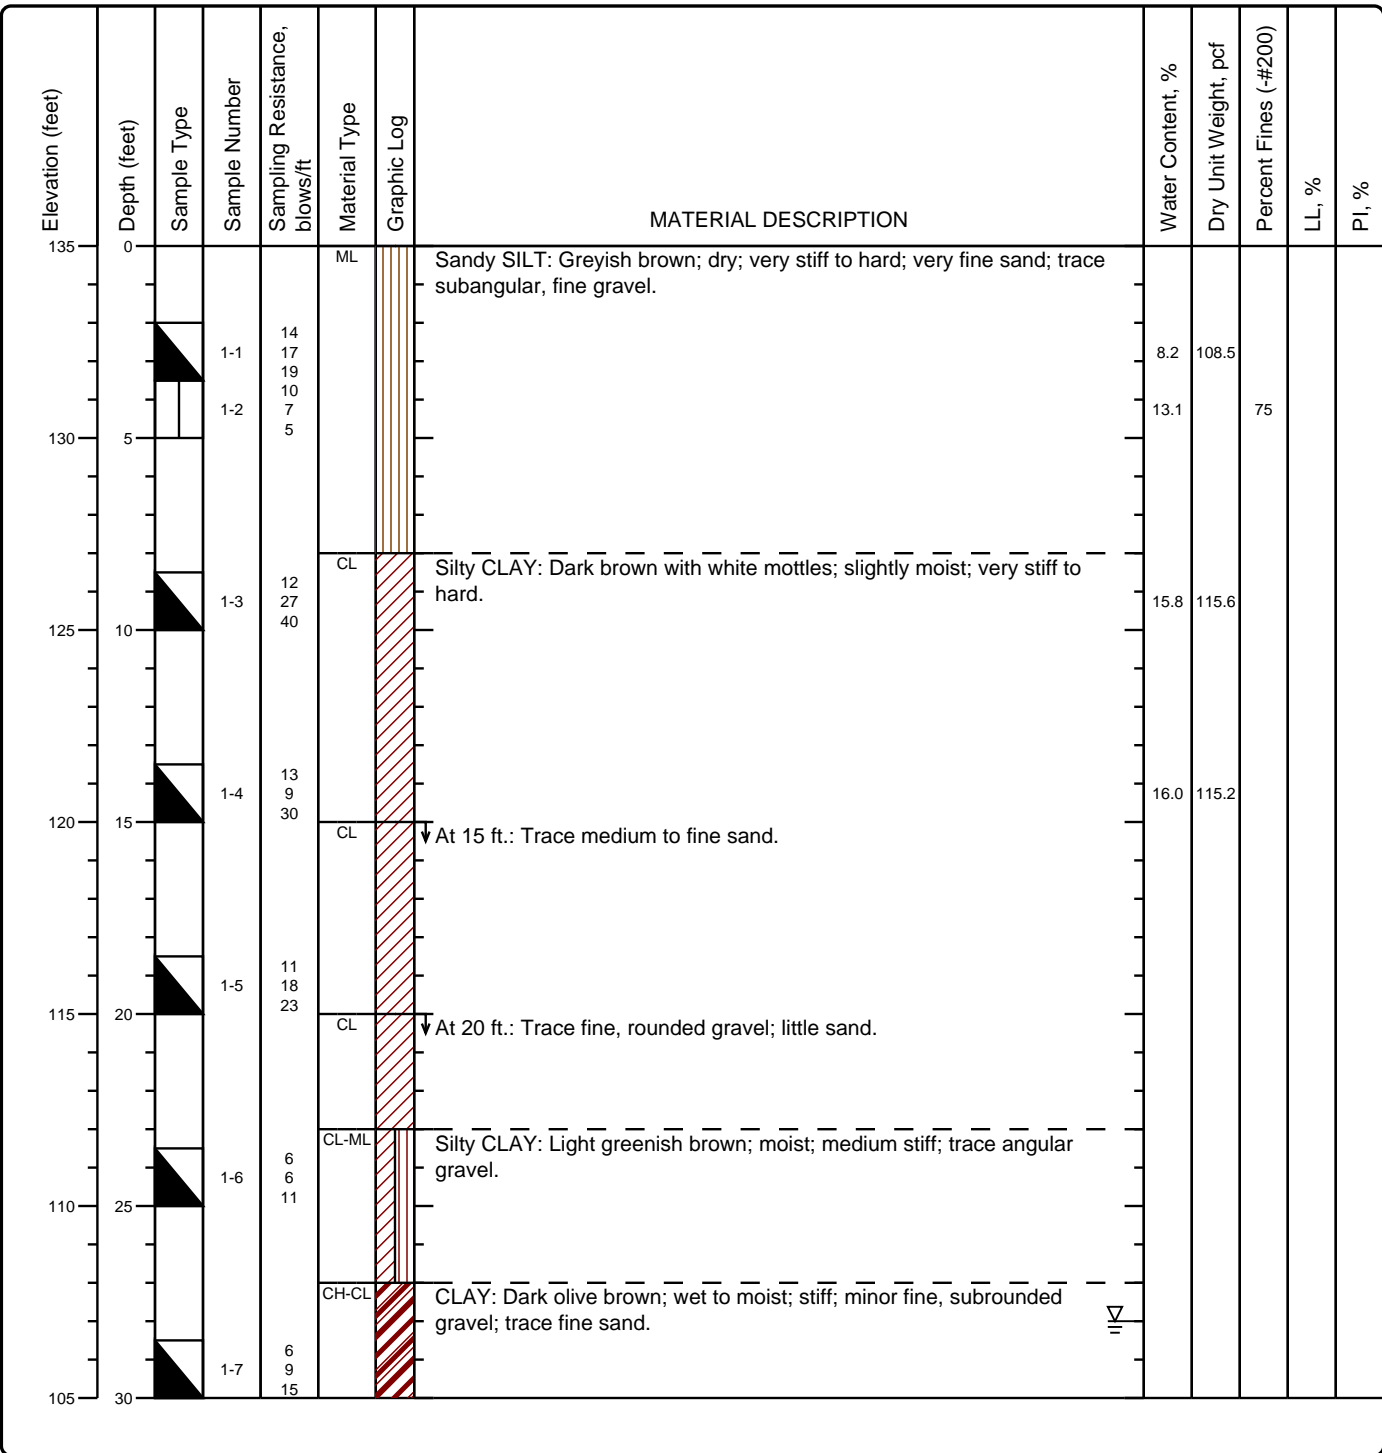 Elevation (feet)
Depth (feet)
Sample Type
Sample Number
Sampling Resistance,
blows/ft
Material Type
Graphic Log
MATERIAL DESCRIPTION
Water Content, %
Dry Unit Weight, pcf
Percent Fines (-#200)
LL, %
PI, %
135 0
ML Sandy SILT: Greyish brown; dry; very stiff to hard; very fine sand; trace
subangular, fine gravel.
14
1-1 17 8.2 108.5
19
10
1-2 7 13.1 75
5
130 5
CL Silty CLAY: Dark brown with white mottles; slightly moist; very stiff to
hard.
12
1-3 27 15.8 115.6
40
125 10
13
1-4 9 16.0 115.2
30
120 15
CL At 15 ft.: Trace medium to fine sand.
11
1-5 18
23
115 20
CL At 20 ft.: Trace fine, rounded gravel; little sand.
CL-ML Silty CLAY: Light greenish brown; moist; medium stiff; trace angular
gravel.
6
1-6 6
11
110 25
CH-CL CLAY: Dark olive brown; wet to moist; stiff; minor fine, subrounded
gravel; trace fine sand.
6
1-7 9
15
105 30